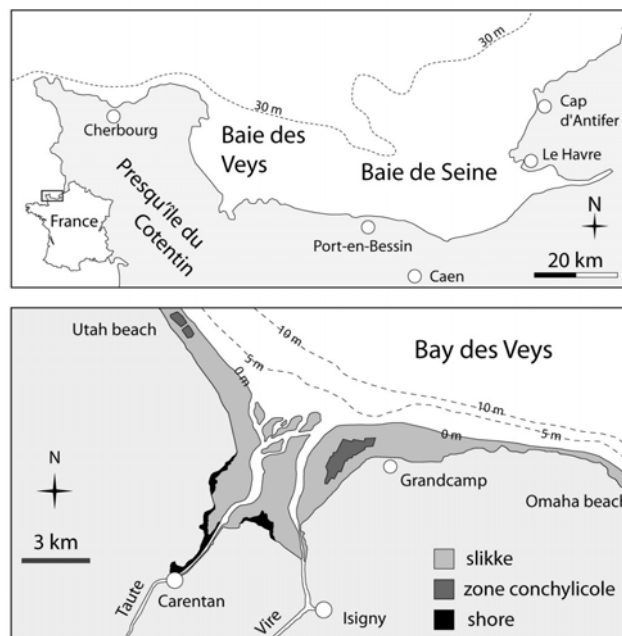 30 m
30 m
Cherbourg
Cap
d'Antifer
Baie des
Veys
Le Havre
Baie de Seine
Presqu'île du
Cotentin
France
N
Port-en-Bessin
20 km
Caen
Utah beach
10 m
5 m
0 m
Bay des Veys
10 m
0 m
5 m
N
Grandcamp
Omaha beach
3 km
slikke
zone conchylicole
shore
Taute
Carentan
Vire
Isigny